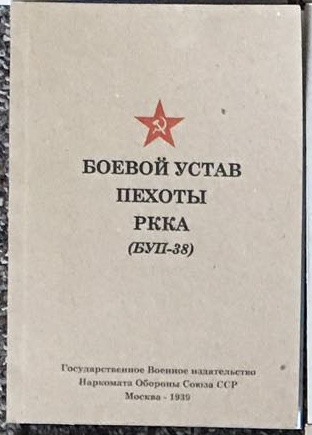 БОЕВОЙ УСТАВ
ПЕХОТЫ
РККА
(БУП-38)
Государственное Военное издательство
Наркомата Обороны Союза ССР
Москва - 1939